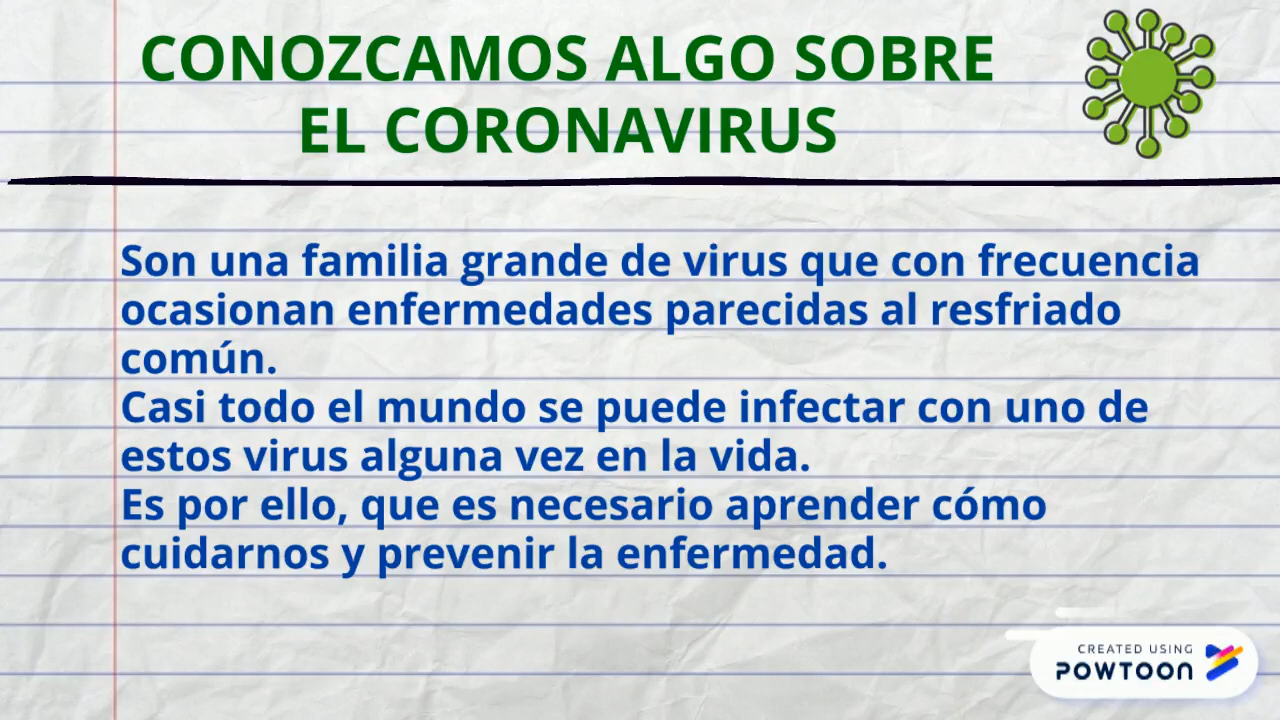 CONOZCAMOS ALGO SOBRE
EL CORONAVIRUS
Son una familia grande de virus que con frecuencia
ocasionan enfermedades parecidas al resfriado
común.
Casi todo el mundo se puede infectar con uno de
estos virus alguna vez en la vida.
Es por ello, que es necesario aprender cómo
cuidarnos y prevenir la enfermedad.
CREATED USING
POWTOON